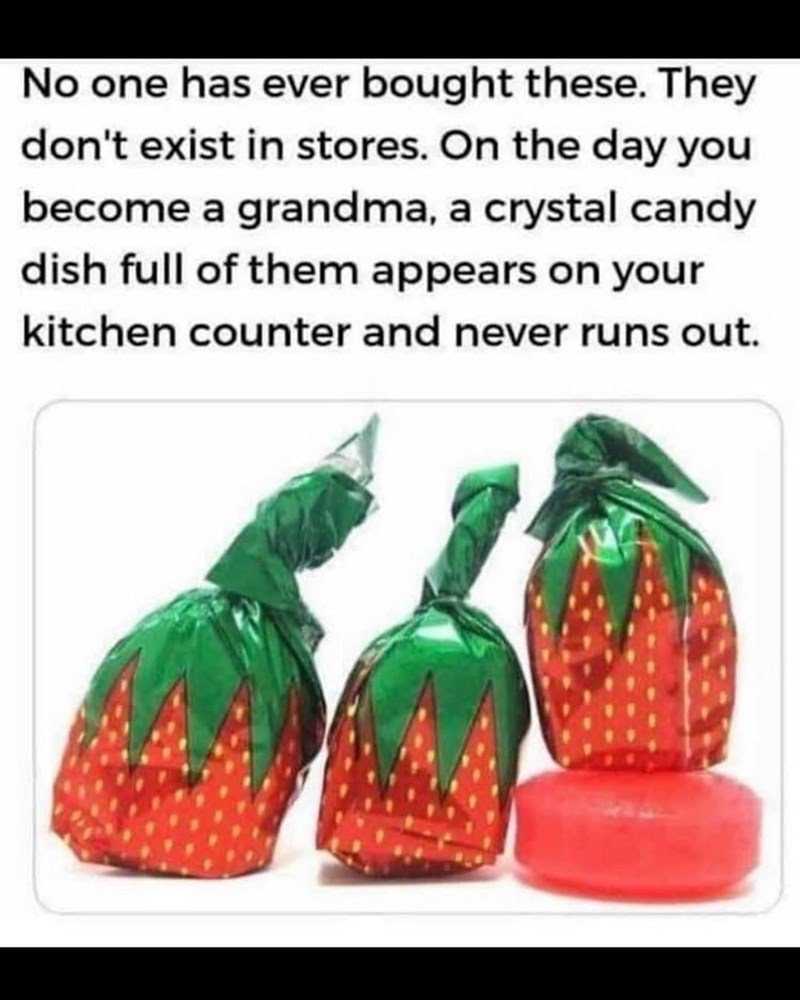 No one has ever bought these. They
don't exist in stores. On the day you
become a grandma, a crystal candy
dish full of them appears on your
kitchen counter and never runs out.